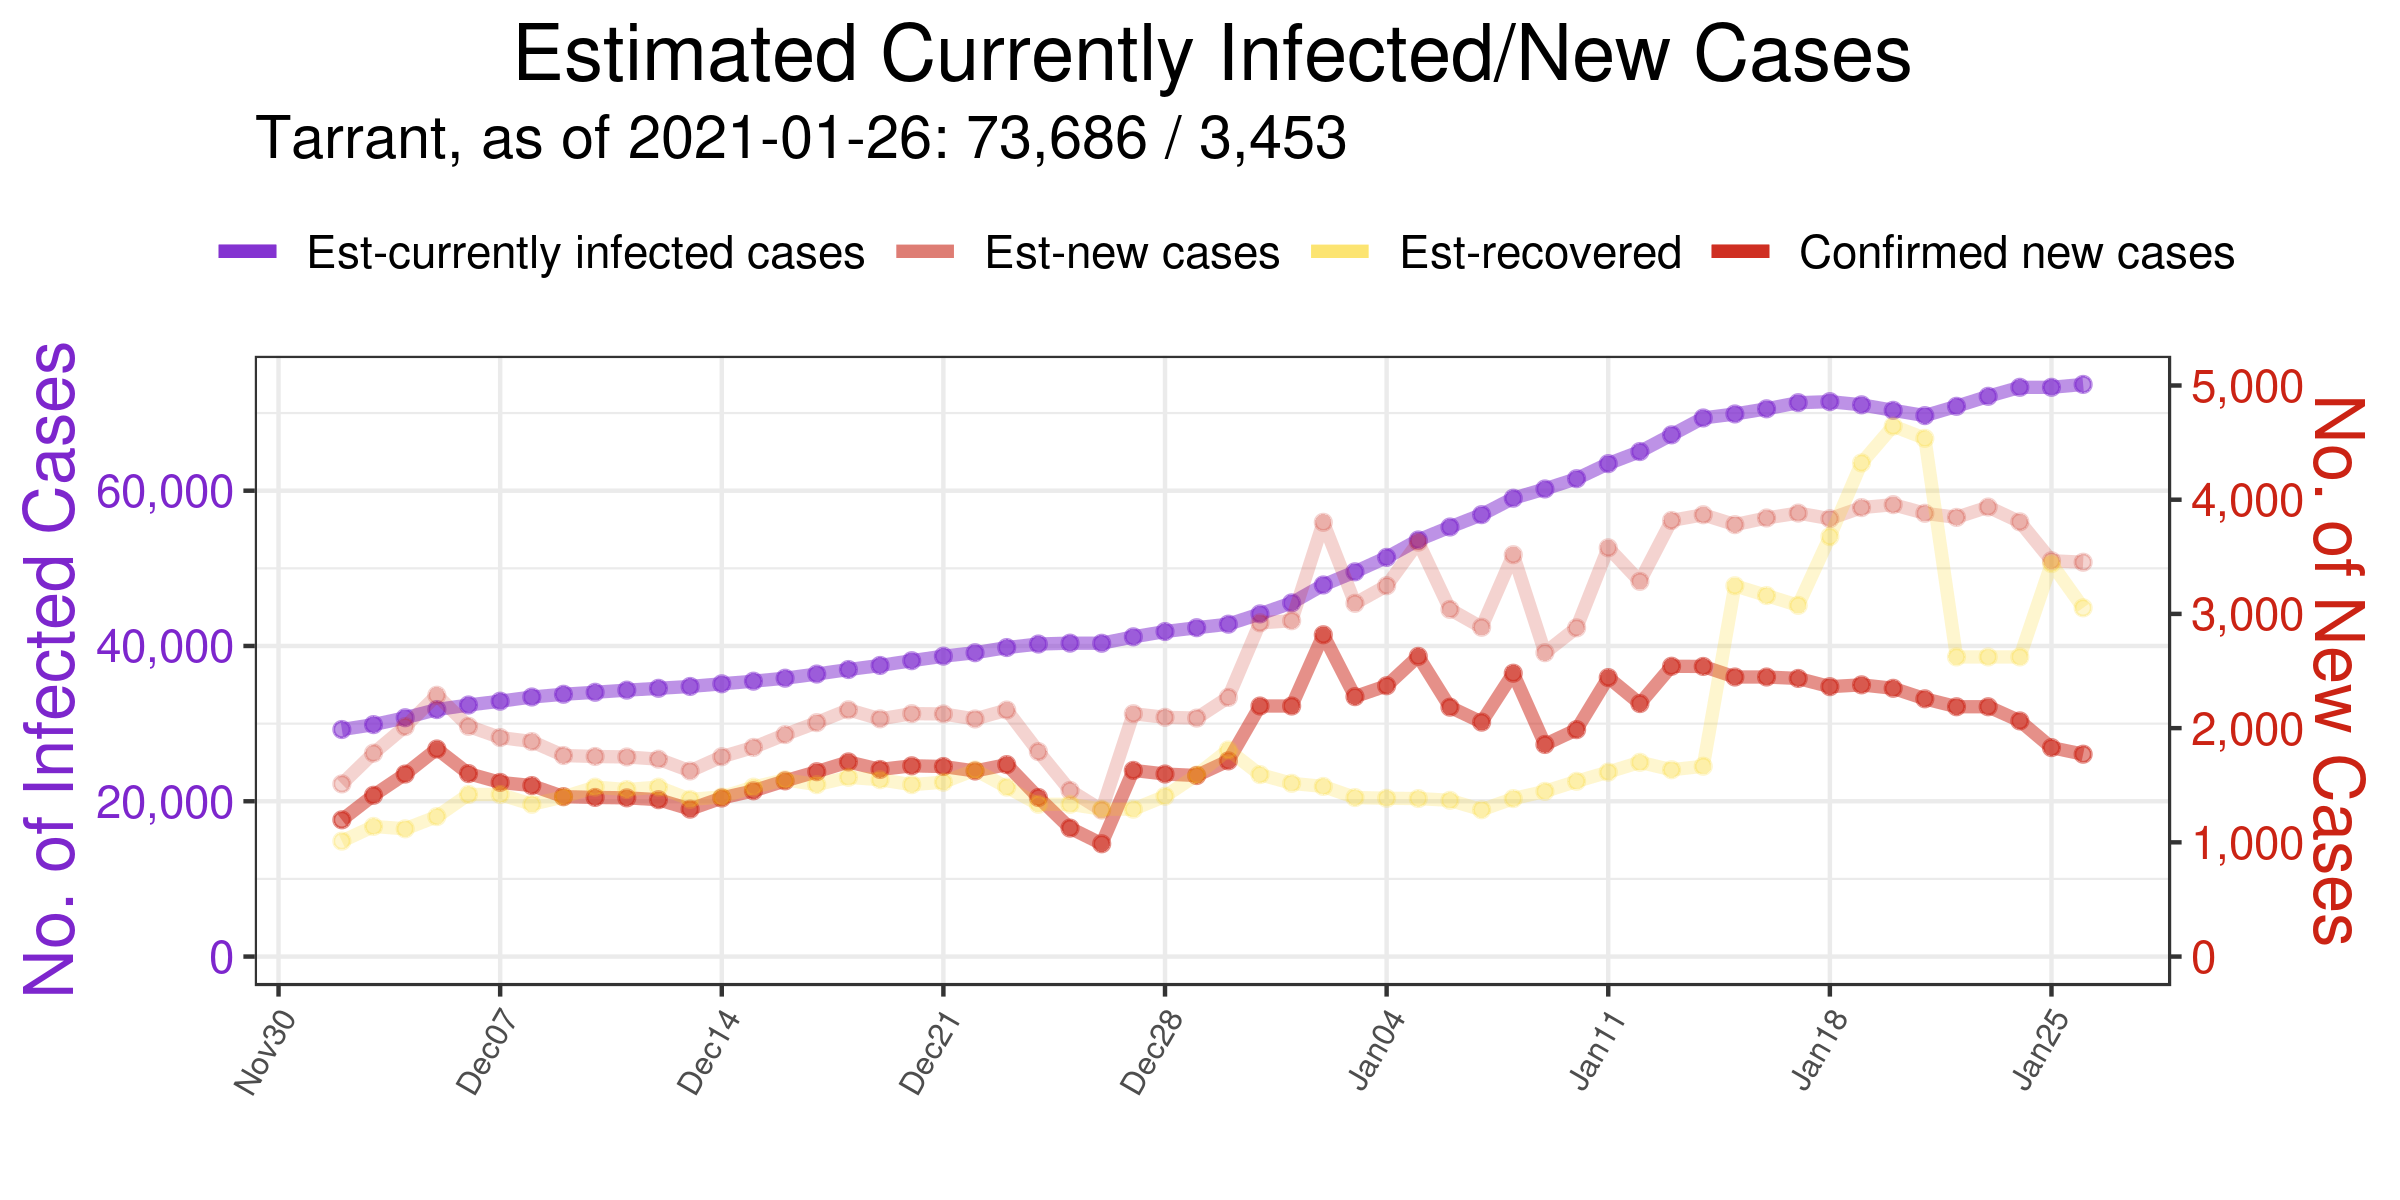 Estimated Currently Infected/New Cases
Tarrant, as of 2021-01-26: 73,686 / 3,453
Est-currently infected cases Est-new cases Est-recovered Confirmed new cases
No. of Infected Cases
60,000
40,000
20,000
0
5,000
4,000
3,000
2,000
1,000
0
No. of New Cases
Nov30 Dec07 Dec14 Dec21 Dec28 Jan04 Jan11 Jan18 Jan25